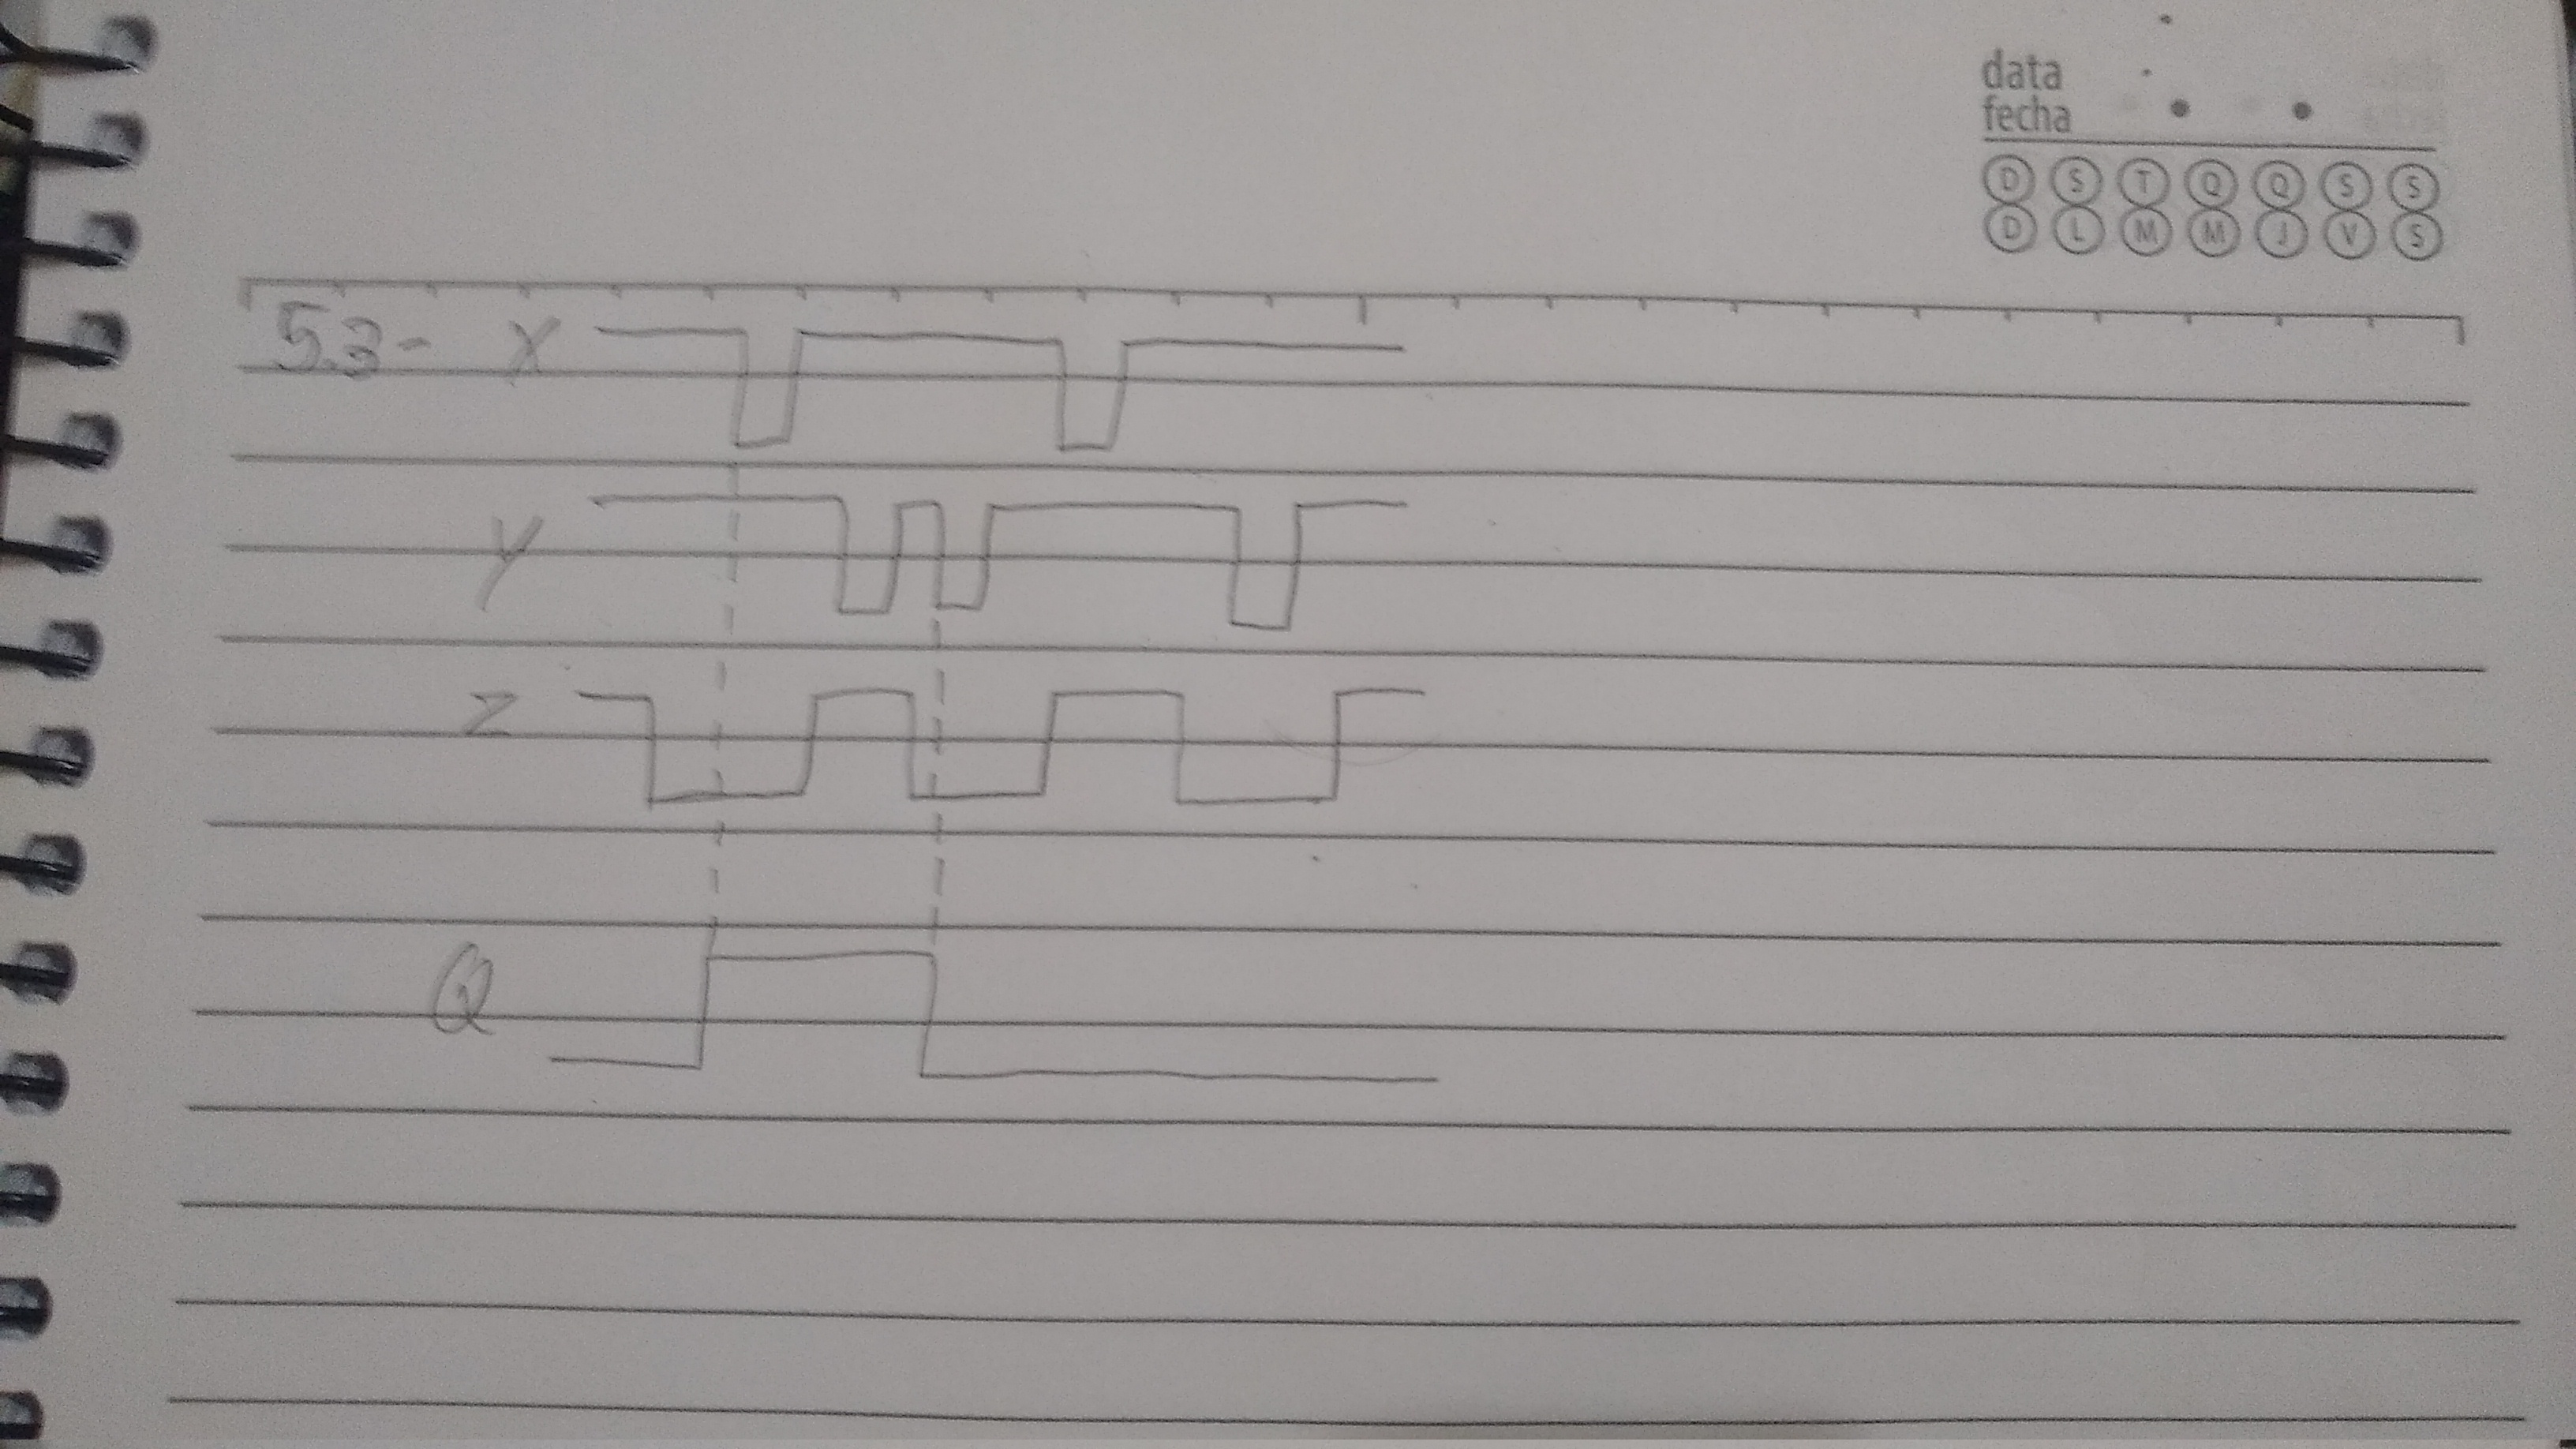 data
fecha
D S T Q Q S S
D L M M J V S
5.3- X
Y
Z
Q